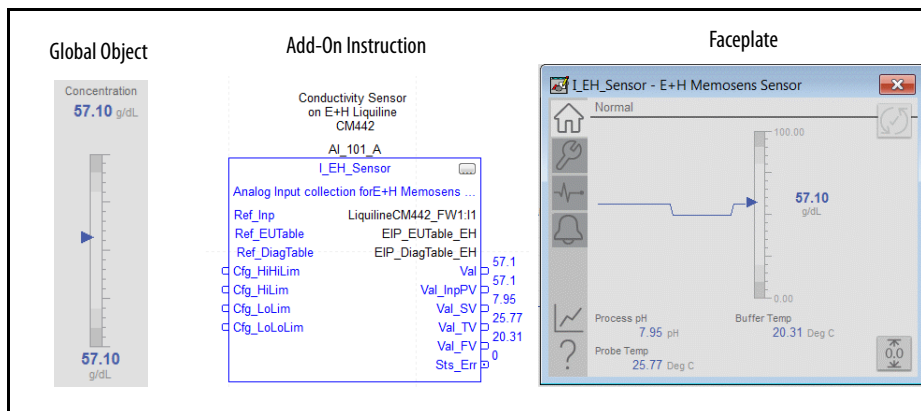 Global Object
Add-On Instruction
Faceplate
Concentration
57.10 g/dL
57.10
g/dL
Conductivity Sensor
on E+H Liquiline
CM442
AI_101_A
I_EH_Sensor
...
Analog Input collection forE+H Memosens ...
Ref_Inp LiquilineCM442_FW1:I1
Ref_EUTable EIP_EUTable_EH
Ref_DiagTable EIP_DiagTable_EH
57.1
Cfg_HiHiLim Val
57.1
Cfg_HiLim Val_InpPV
7.95
Cfg_LoLim Val_SV
25.77
Cfg_LoLoLim Val_TV
20.31
Val_FV
0
Sts_Err
I_EH_Sensor - E+H Memosens Sensor
Normal
100.00
57.10
g/dL
0.00
Process pH Buffer Temp
7.95 pH 20.31 Deg C
Probe Temp
25.77 Deg C
?
0.0